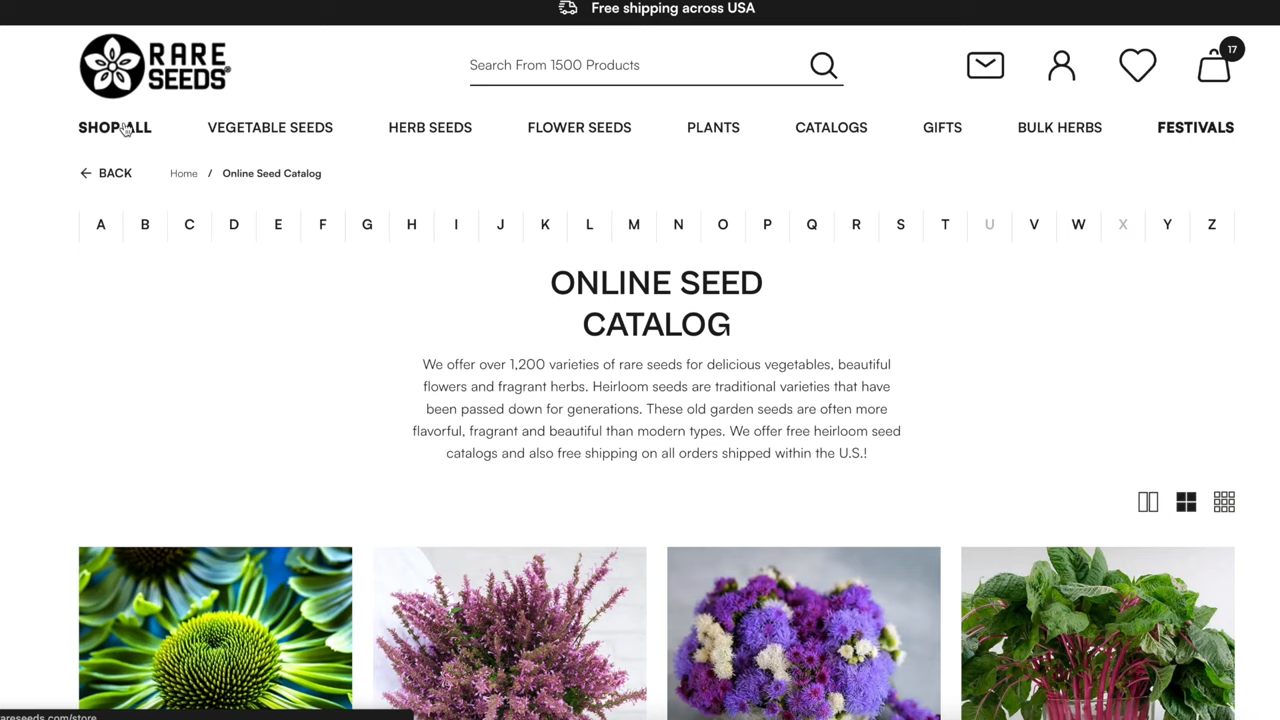 Free shipping across USA
RARE
SEEDS®
Search From 1500 Products
17
SHOP ALL
VEGETABLE SEEDS
HERB SEEDS
FLOWER SEEDS
PLANTS
CATALOGS
GIFTS
BULK HERBS
FESTIVALS
BACK
Home / Online Seed Catalog
A B C D E F G H I J K L M N O P Q R S T U V W X Y Z
ONLINE SEED
CATALOG
We offer over 1,200 varieties of rare seeds for delicious vegetables, beautiful
flowers and fragrant herbs. Heirloom seeds are traditional varieties that have
been passed down for generations. These old garden seeds are often more
flavorful, fragrant and beautiful than modern types. We offer free heirloom seed
catalogs and also free shipping on all orders shipped within the U.S.!
areseeds.com/store